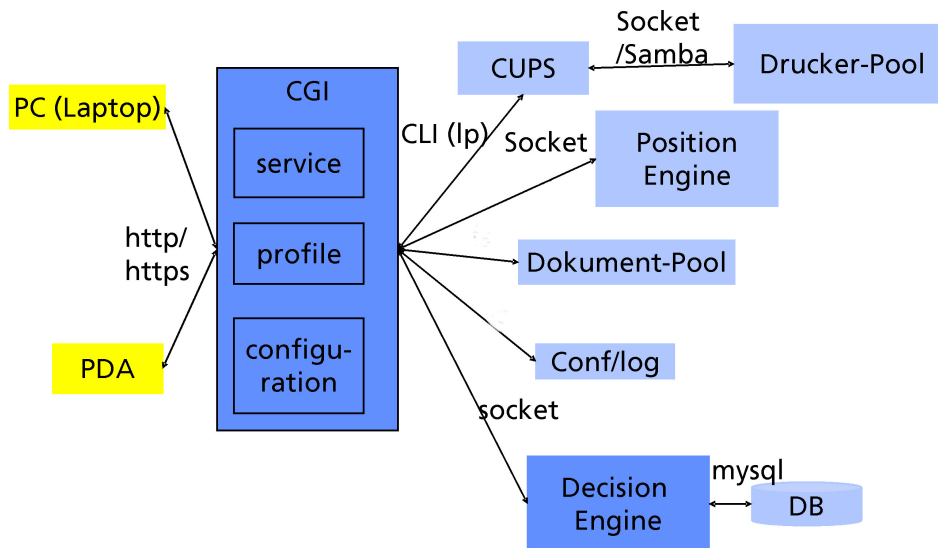 Socket
/Samba
CUPS
Drucker-Pool
CGI
PC (Laptop)
CLI (lp)
Socket
Position
Engine
service
http/
https
profile
Dokument-Pool
configu-
ration
PDA
Conf/log
socket
mysql
Decision
Engine
DB